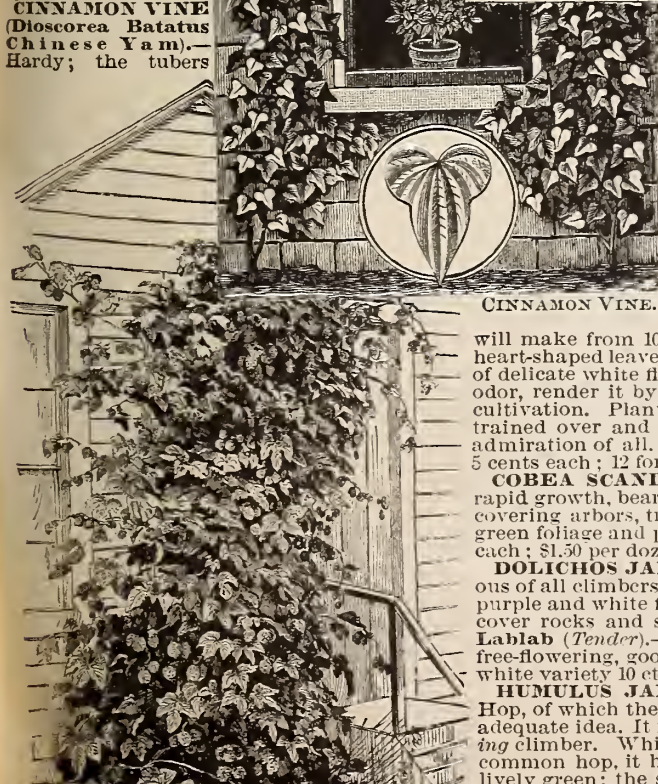 CINNAMON VINE
(Dioscorea Batatus
Chinese Yam).—
Hardy; the tubers
CINNAMON VINE.
will make from 10
heart-shaped leave
of delicate white fl
odor, render it by
cultivation. Plan
trained over and
admiration of all.
5 cents each; 12 for
COBEA SCAND
rapid growth, bear
covering arbors, tr
green foliage and p
each; $1.50 per doz
DOLICHOS JA
ous of all climbers
purple and white f
cover rocks and s
Lablab (Tender).—
free-flowering, goo
white variety 10 ct
HUMULUS JA
Hop, of which the
adequate idea. It
ing climber. Whi
common hop, it h
lively green; the